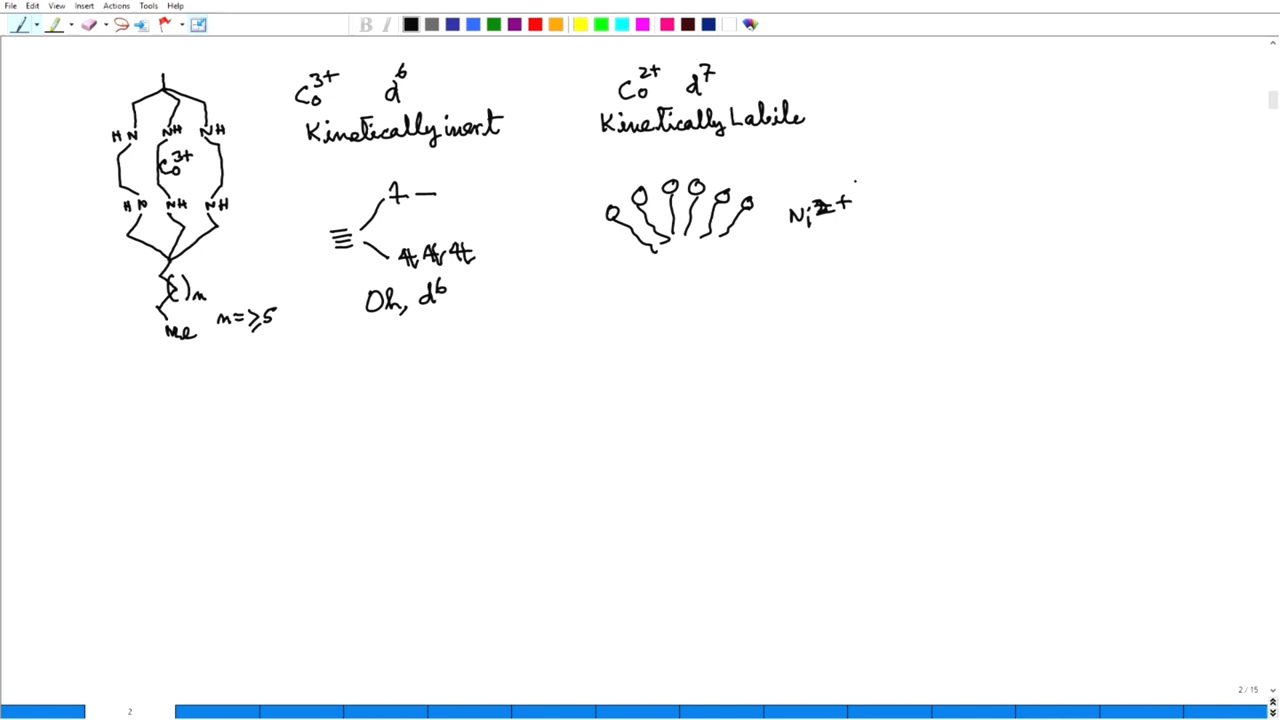 File Edit View Insert Actions Tools Help
B I
Co3+ d6
Kinetically inert
Co2+ d7
Kinetically Labile
HN NH NH
Co3+
NH NH
Ni2+
Oh, d6
( )n
n = ≥5
Me
2 / 15
2